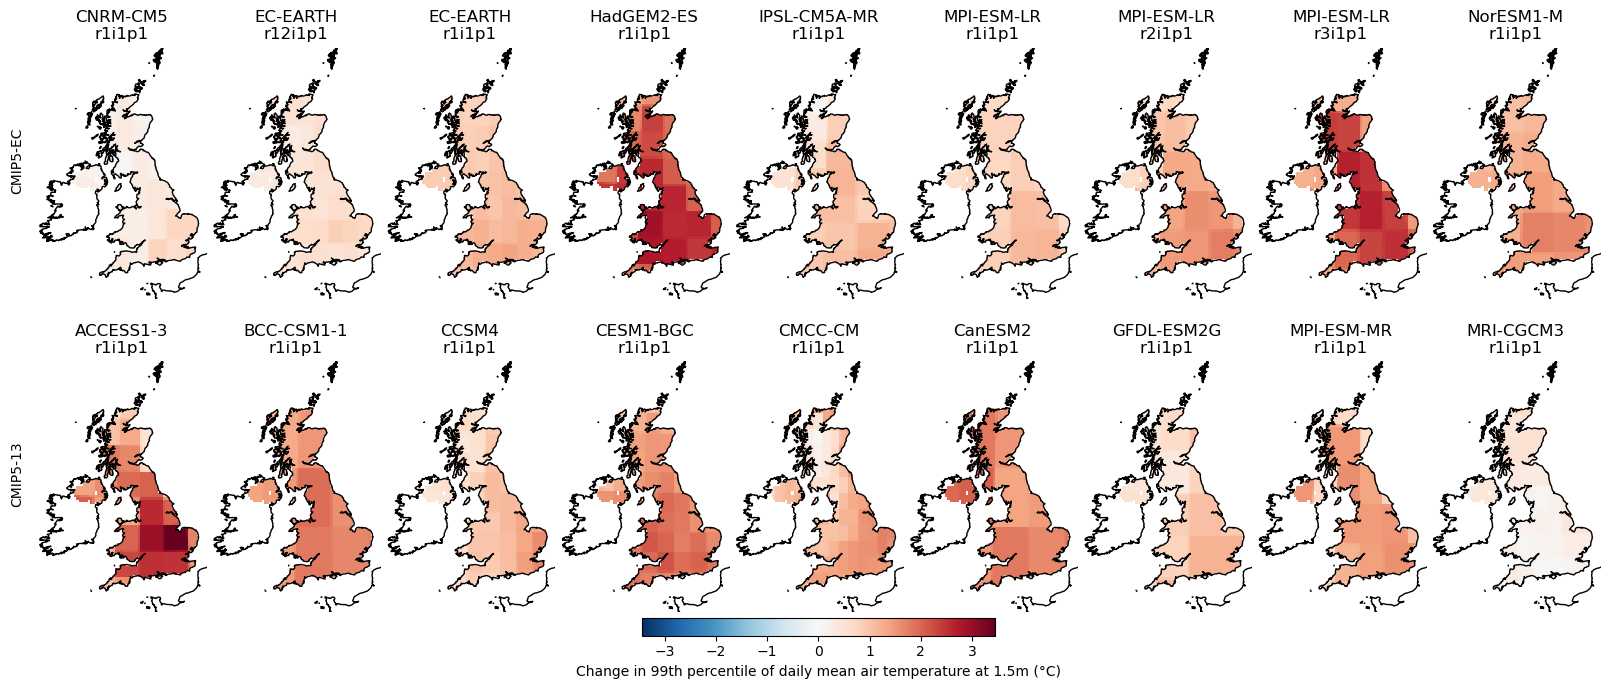 CNRM-CM5 EC-EARTH EC-EARTH HadGEM2-ES IPSL-CM5A-MR MPI-ESM-LR MPI-ESM-LR MPI-ESM-LR NorESM1-M
r1i1p1 r12i1p1 r1i1p1 r1i1p1 r1i1p1 r1i1p1 r2i1p1 r3i1p1 r1i1p1
CMIP5-EC
ACCESS1-3 BCC-CSM1-1 CCSM4 CESM1-BGC CMCC-CM CanESM2 GFDL-ESM2G MPI-ESM-MR MRI-CGCM3
r1i1p1 r1i1p1 r1i1p1 r1i1p1 r1i1p1 r1i1p1 r1i1p1 r1i1p1 r1i1p1
CMIP5-13
−3 −2 −1 0 1 2 3
Change in 99th percentile of daily mean air temperature at 1.5m (°C)